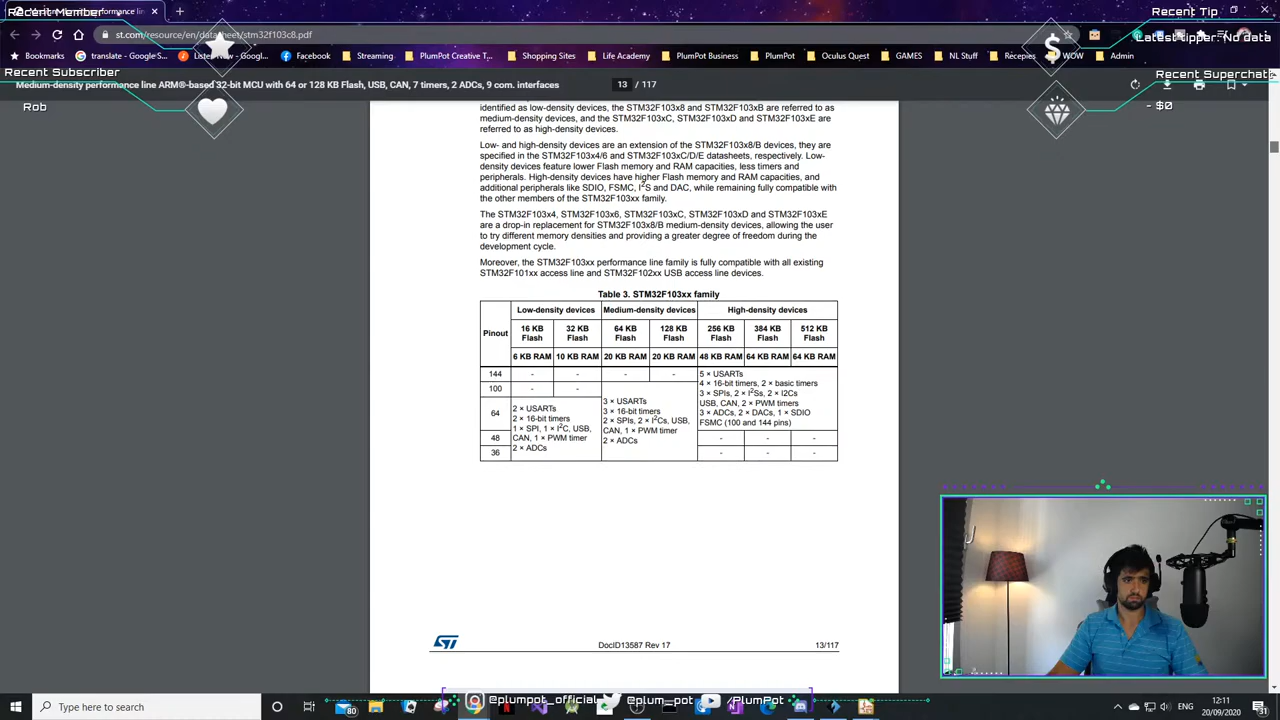 Medium-density performance lin
Recent Member
Recent Tip
st.com/resource/en/datasheet/stm32f103c8.pdf
Latest tipper: No data
Bookmarks
translate - Google S...
Facebook
Streaming
PlumPot Creative T...
Shopping Sites
Life Academy
PlumPot Business
PlumPot
Oculus Quest
GAMES
NL Stuff
Recepies
WOW
Admin
Recent Subscriber
Recent Superchat
Rob
- $0
Medium-density performance line ARM®-based 32-bit MCU with 64 or 128 KB Flash, USB, CAN, 7 timers, 2 ADCs, 9 com. interfaces
13 / 117
identified as low-density devices, the STM32F103x8 and STM32F103xB are referred to as
medium-density devices, and the STM32F103xC, STM32F103xD and STM32F103xE are
referred to as high-density devices.
Low- and high-density devices are an extension of the STM32F103x8/B devices, they are
specified in the STM32F103x4/6 and STM32F103xC/D/E datasheets, respectively. Low-
density devices feature lower Flash memory and RAM capacities, less timers and
peripherals. High-density devices have higher Flash memory and RAM capacities, and
additional peripherals like SDIO, FSMC, I²S and DAC, while remaining fully compatible with
the other members of the STM32F103xx family.
The STM32F103x4, STM32F103x6, STM32F103xC, STM32F103xD and STM32F103xE
are a drop-in replacement for STM32F103x8/B medium-density devices, allowing the user
to try different memory densities and providing a greater degree of freedom during the
development cycle.
Moreover, the STM32F103xx performance line family is fully compatible with all existing
STM32F101xx access line and STM32F102xx USB access line devices.
Table 3. STM32F103xx family
Pinout
Low-density devices
Medium-density devices
High-density devices
16 KB Flash
32 KB Flash
64 KB Flash
128 KB Flash
256 KB Flash
384 KB Flash
512 KB Flash
6 KB RAM
10 KB RAM
20 KB RAM
20 KB RAM
48 KB RAM
64 KB RAM
64 KB RAM
144
- - - -
100
- -
64
48
36
2 × USARTs
2 × 16-bit timers
1 × SPI, 1 × I²C, USB,
CAN, 1 × PWM timer
2 × ADCs
3 × USARTs
3 × 16-bit timers
2 × SPIs, 2 × I²Cs, USB,
CAN, 1 × PWM timer
2 × ADCs
5 × USARTs
4 × 16-bit timers, 2 × basic timers
3 × SPIs, 2 × I²Ss, 2 × I2Cs
USB, CAN, 2 × PWM timers
3 × ADCs, 2 × DACs, 1 × SDIO
FSMC (100 and 144 pins)
- - -
- - -
DocID13587 Rev 17
13/117
Type here to search
80
@plumpot_official
@plum_pot
/PlumPot
12:11
20/09/2020
31